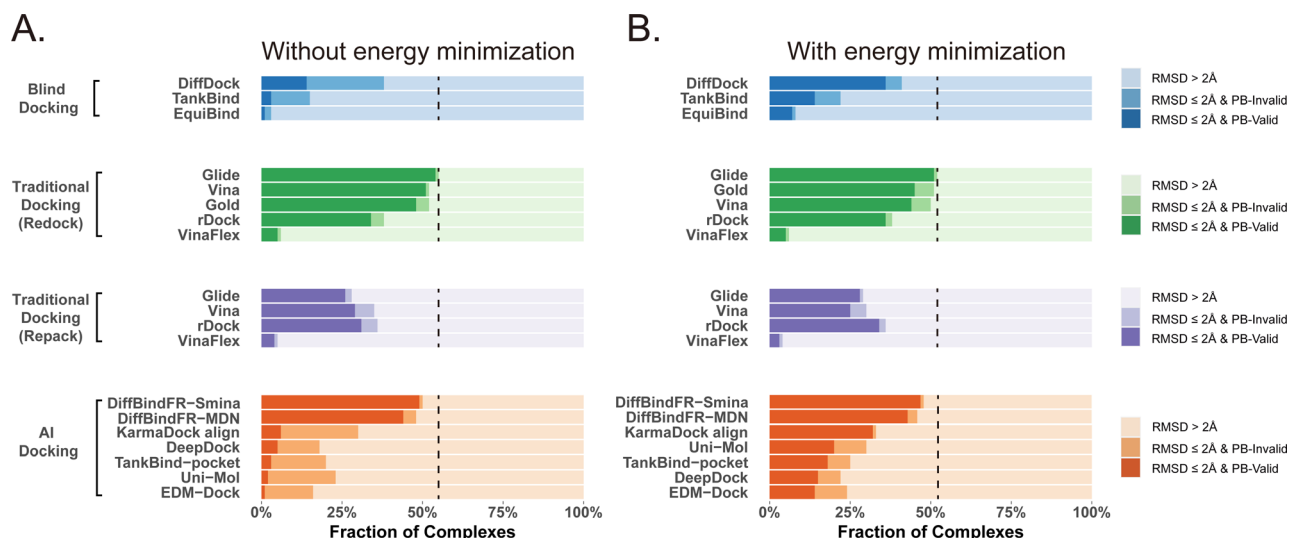 A.
Without energy minimization
Blind
Docking
DiffDock
TankBind
EquiBind
Traditional
Docking
(Redock)
Glide
Vina
Gold
rDock
VinaFlex
Traditional
Docking
(Repack)
Glide
Vina
rDock
VinaFlex
AI
Docking
DiffBindFR−Smina
DiffBindFR−MDN
KarmaDock align
DeepDock
TankBind−pocket
Uni−Mol
EDM−Dock
0% 25% 50% 75% 100%
Fraction of Complexes
B.
With energy minimization
DiffDock
TankBind
EquiBind
Glide
Gold
Vina
rDock
VinaFlex
Glide
Vina
rDock
VinaFlex
DiffBindFR−Smina
DiffBindFR−MDN
KarmaDock align
Uni−Mol
TankBind−pocket
DeepDock
EDM−Dock
0% 25% 50% 75% 100%
Fraction of Complexes
RMSD > 2Å
RMSD ≤ 2Å & PB-Invalid
RMSD ≤ 2Å & PB-Valid
RMSD > 2Å
RMSD ≤ 2Å & PB-Invalid
RMSD ≤ 2Å & PB-Valid
RMSD > 2Å
RMSD ≤ 2Å & PB-Invalid
RMSD ≤ 2Å & PB-Valid
RMSD > 2Å
RMSD ≤ 2Å & PB-Invalid
RMSD ≤ 2Å & PB-Valid